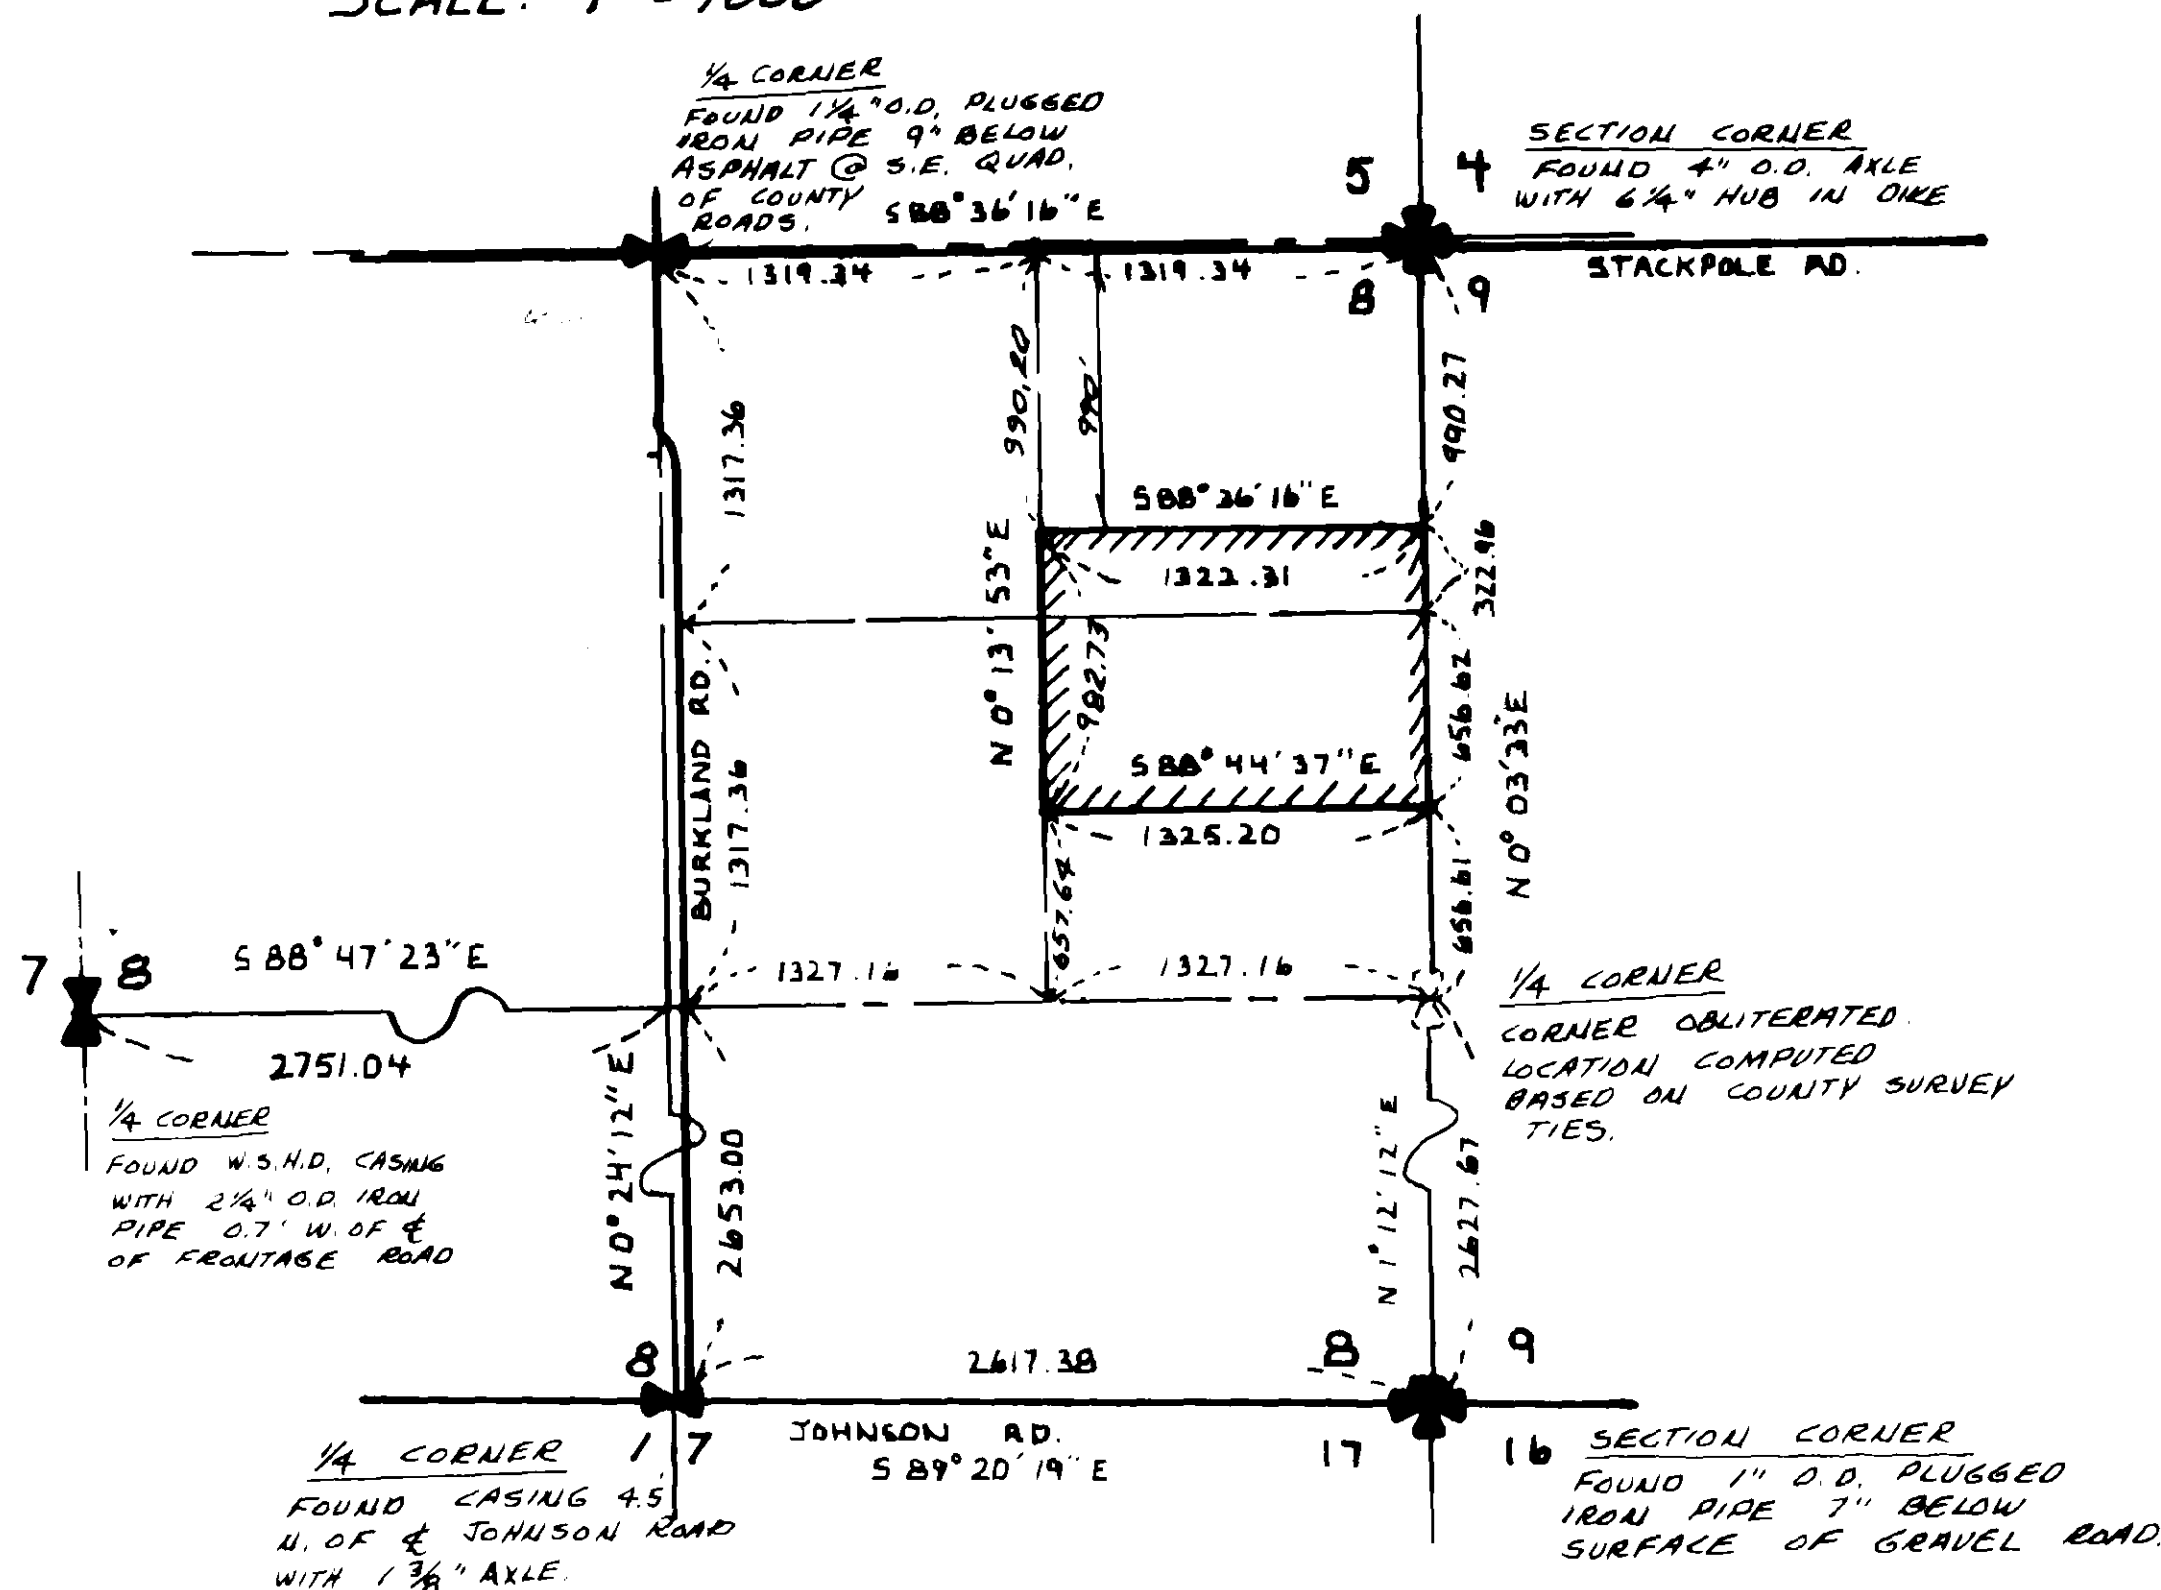 SCALE: 1" = 1000'
1/4 CORNER
FOUND 1 1/4" O.D. PLUGGED
IRON PIPE 9" BELOW
ASPHALT @ S.E. QUAD.
OF COUNTY
ROADS.
S 88° 36' 16" E
5 4
SECTION CORNER
FOUND 4" O.D. AXLE
WITH 6 1/4" HUB IN DIKE
1319.34
1319.34
STACKPOLE RD.
8 9
990.20
990'
990.27
1317.36
S 88° 36' 16" E
1322.31
322.96
N 0° 13' 53" E
982.73
656.62
BURKLAND RD.
1317.36
S 88° 44' 37" E
1325.20
N 0° 03' 33" E
657.64
656.61
7 8
S 88° 47' 23" E
1327.16
1327.16
2751.04
1/4 CORNER
CORNER OBLITERATED.
LOCATION COMPUTED
BASED ON COUNTY SURVEY
TIES.
1/4 CORNER
FOUND W.S.H.D. CASING
WITH 2 1/4" O.D. IRON
PIPE 0.7' W. OF ℄
OF FRONTAGE ROAD
N 0° 24' 12" E
2653.00
N 1° 12' 12" E
2627.67
8
2617.38
8 9
JOHNSON RD.
S 89° 20' 19" E
17
17 16
1/4 CORNER
FOUND CASING 4.5'
N. OF ℄ JOHNSON ROAD
WITH 1 3/8" AXLE.
SECTION CORNER
FOUND 1" O.D. PLUGGED
IRON PIPE 7" BELOW
SURFACE OF GRAVEL ROAD.